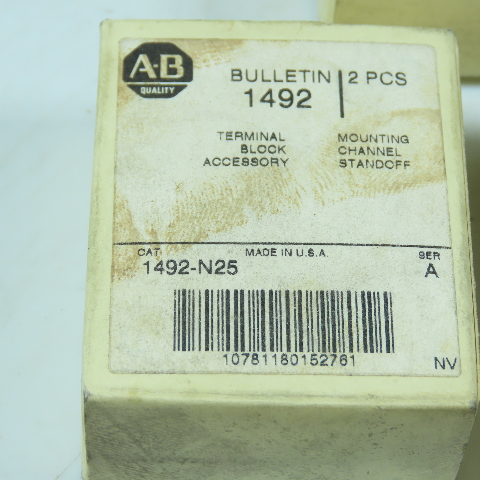 A-B
QUALITY
BULLETIN 2 PCS
1492
TERMINAL MOUNTING
BLOCK CHANNEL
ACCESSORY STANDOFF
CAT MADE IN U.S.A. SER
1492-N25 A
10781180152761
NV